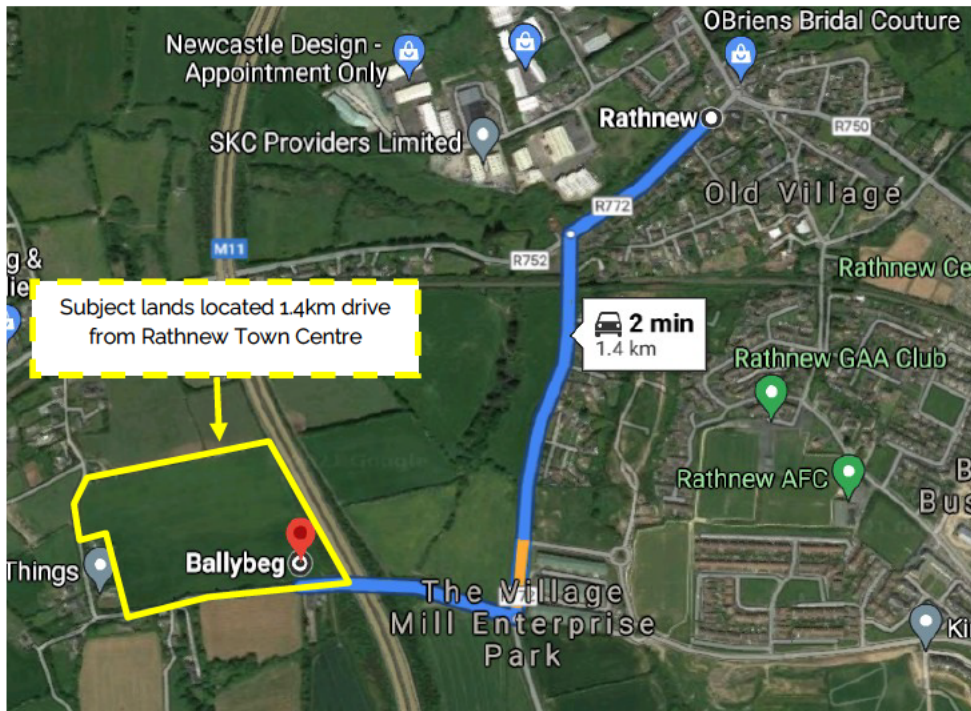 OBriens Bridal Couture
Newcastle Design -
Appointment Only
Rathnew
R750
SKC Providers Limited
Old Village
R772
M11
R752
g &
Rathnew Ce
Subject lands located 1.4km drive
from Rathnew Town Centre
2 min
1.4 km
Rathnew GAA Club
Rathnew AFC
B
Bus
Things
Ballybeg
The Village
Mill Enterprise
Park
Ki